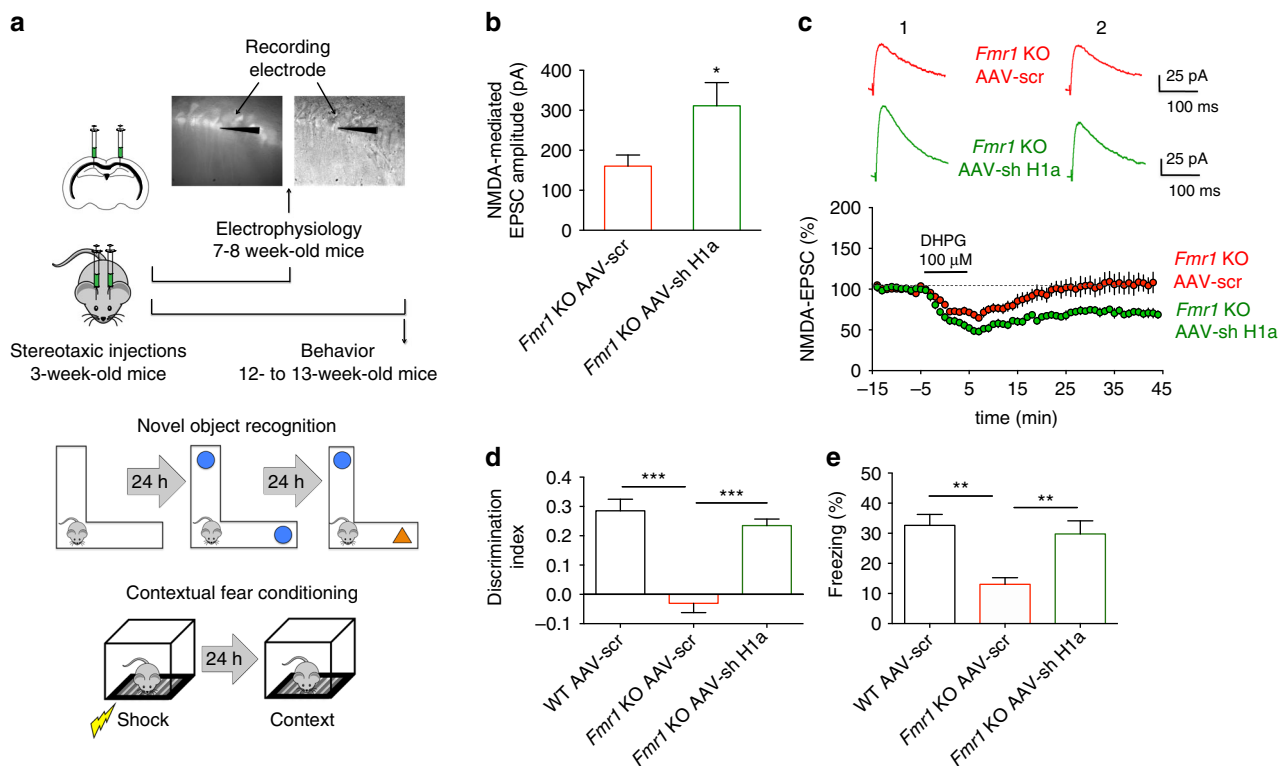 a
Recording
electrode
Electrophysiology
7-8 week-old mice
Stereotaxic injections
3-week-old mice
Behavior
12- to 13-week-old mice
Novel object recognition
24 h
24 h
Contextual fear conditioning
24 h
Shock
Context
b
NMDA-mediated
EPSC amplitude (pA)
400
300
200
100
0
*
Fmr1 KO AAV-scr
Fmr1 KO AAV-sh H1a
c
1
2
Fmr1 KO
AAV-scr
25 pA
100 ms
Fmr1 KO
AAV-sh H1a
25 pA
100 ms
NMDA-EPSC (%)
200
150
100
50
0
DHPG
100 μM
Fmr1 KO
AAV-scr
Fmr1 KO
AAV-sh H1a
–15
–5
5
15
25
35
45
time (min)
d
Discrimination
index
0.4
0.3
0.2
0.1
0.0
–0.1
***
***
WT AAV-scr
Fmr1 KO AAV-scr
Fmr1 KO AAV-sh H1a
e
Freezing (%)
50
40
30
20
10
0
**
**
WT AAV-scr
Fmr1 KO AAV-scr
Fmr1 KO AAV-sh H1a